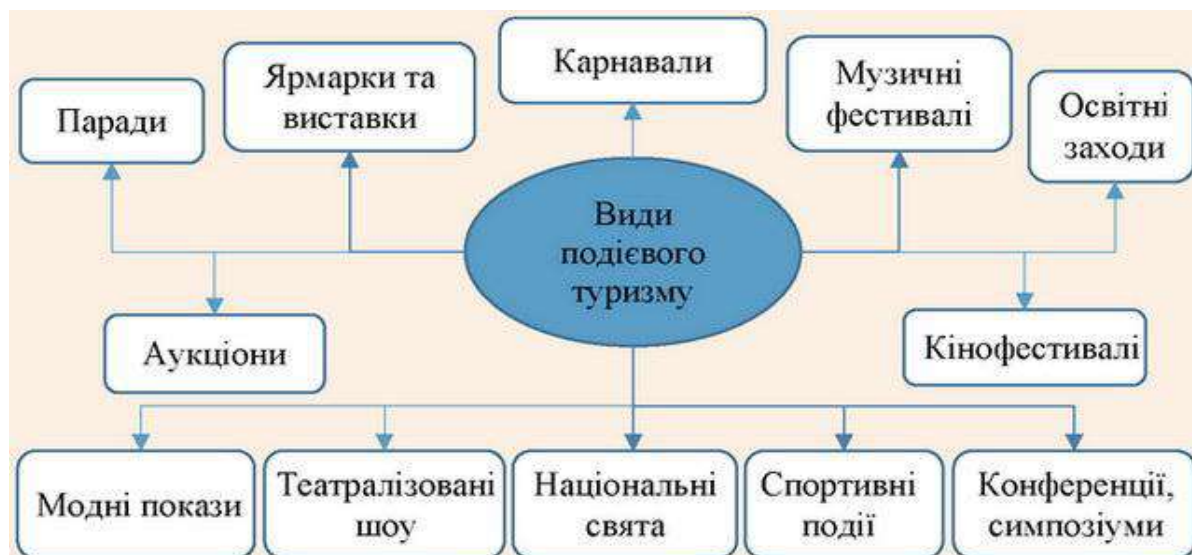 Паради
Ярмарки та
виставки
Карнавали
Музичні
фестивалі
Освітні
заходи
Види
подієвого
туризму
Аукціони
Кінофестивалі
Модні покази
Театралізовані
шоу
Національні
свята
Спортивні
події
Конференції,
симпозіуми